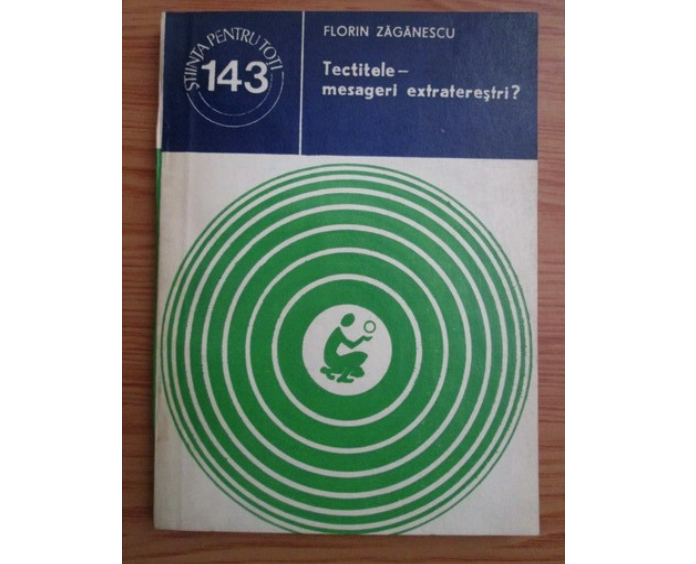 ȘTIINȚA PENTRU TOȚI
143
FLORIN ZĂGĂNESCU
Tectitele—
mesageri extratereștri?